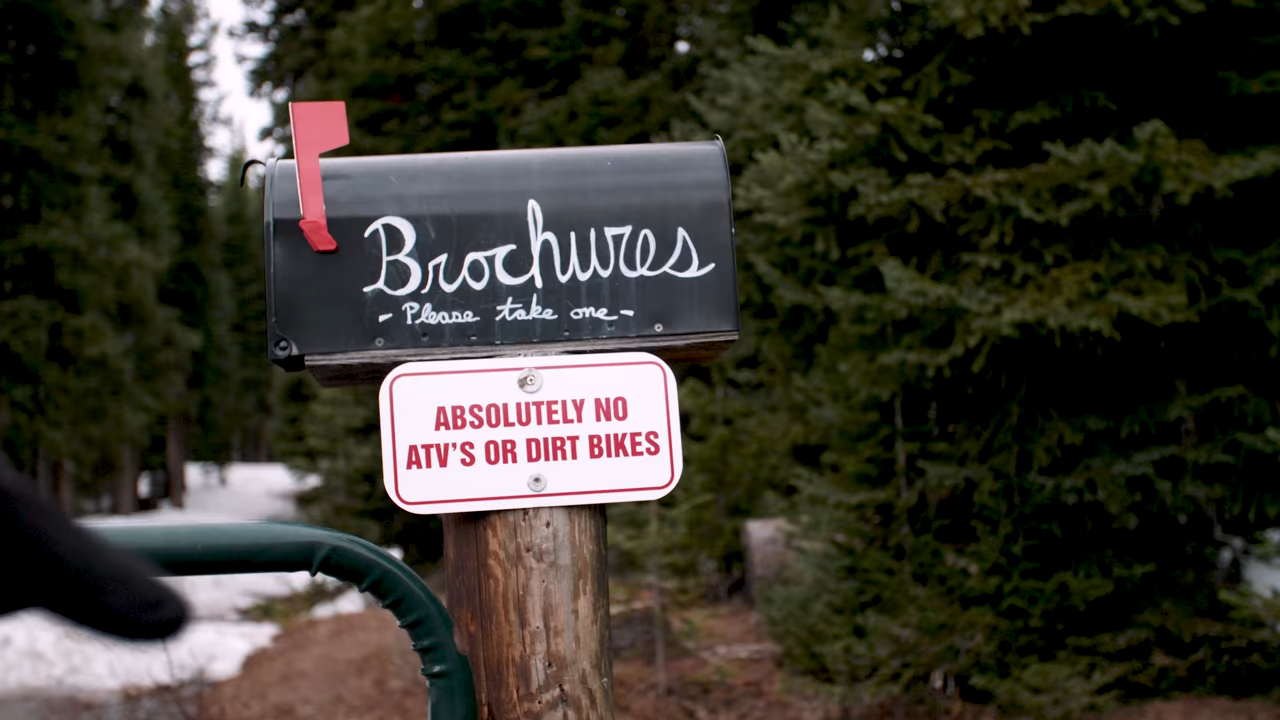 Brochures
- Please take one -
ABSOLUTELY NO
ATV'S OR DIRT BIKES